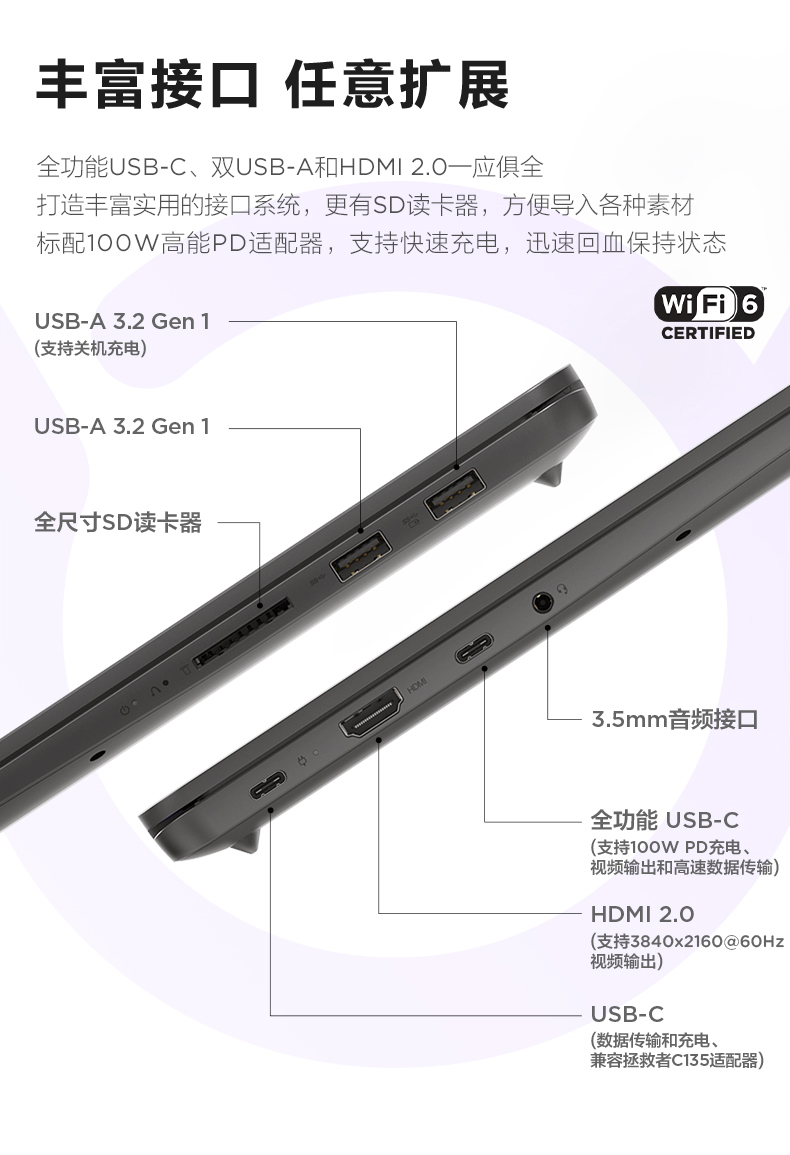 丰富接口 任意扩展
全功能USB-C、双USB-A和HDMI 2.0一应俱全
打造丰富实用的接口系统，更有SD读卡器，方便导入各种素材
标配100W高能PD适配器，支持快速充电，迅速回血保持状态
Wi Fi 6
CERTIFIED
USB-A 3.2 Gen 1
(支持关机充电)
USB-A 3.2 Gen 1
全尺寸SD读卡器
HDMI
3.5mm音频接口
全功能 USB-C
(支持100W PD充电、
视频输出和高速数据传输)
HDMI 2.0
(支持3840x2160@60Hz
视频输出)
USB-C
(数据传输和充电、
兼容拯救者C135适配器)